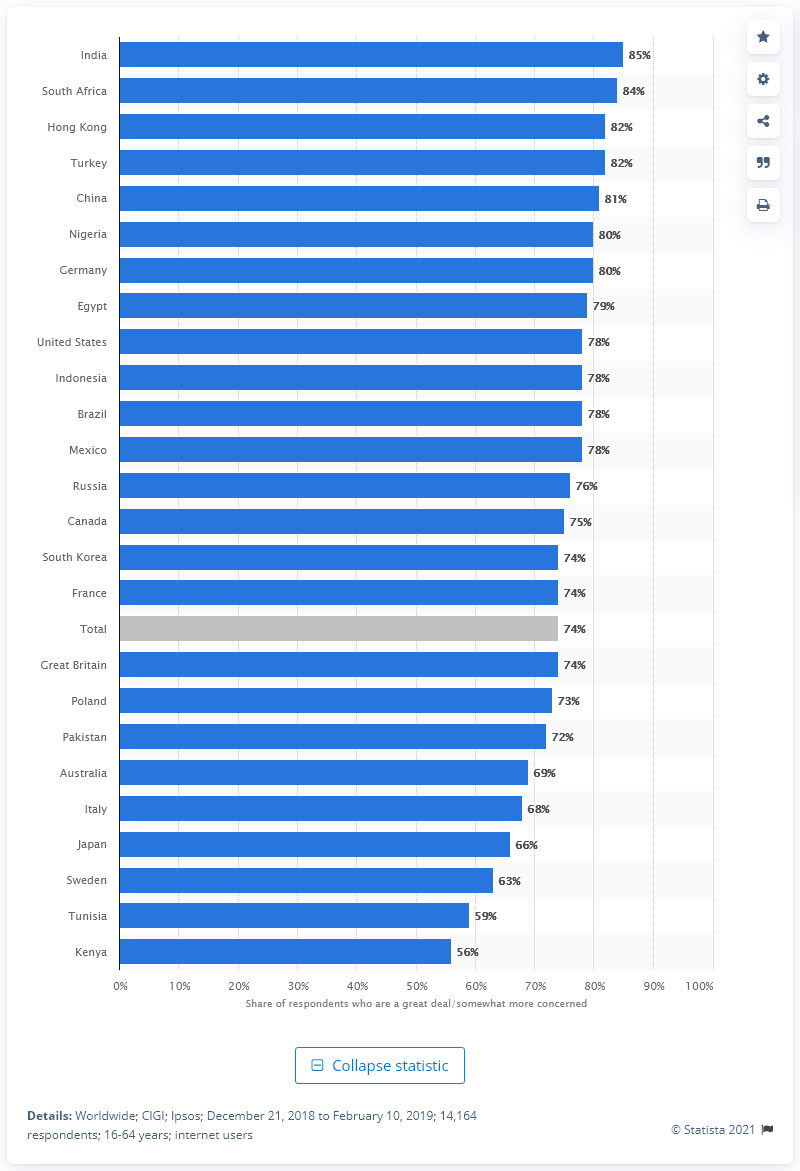 India 85%
South Africa 84%
Hong Kong 82%
Turkey 82%
China 81%
Nigeria 80%
Germany 80%
Egypt 79%
United States 78%
Indonesia 78%
Brazil 78%
Mexico 78%
Russia 76%
Canada 75%
South Korea 74%
France 74%
Total 74%
Great Britain 74%
Poland 73%
Pakistan 72%
Australia 69%
Italy 68%
Japan 66%
Sweden 63%
Tunisia 59%
Kenya 56%
0% 10% 20% 30% 40% 50% 60% 70% 80% 90% 100%
Share of respondents who are a great deal/somewhat more concerned
Collapse statistic
Details: Worldwide; CIGI; Ipsos; December 21, 2018 to February 10, 2019; 14,164
respondents; 16-64 years; internet users
© Statista 2021